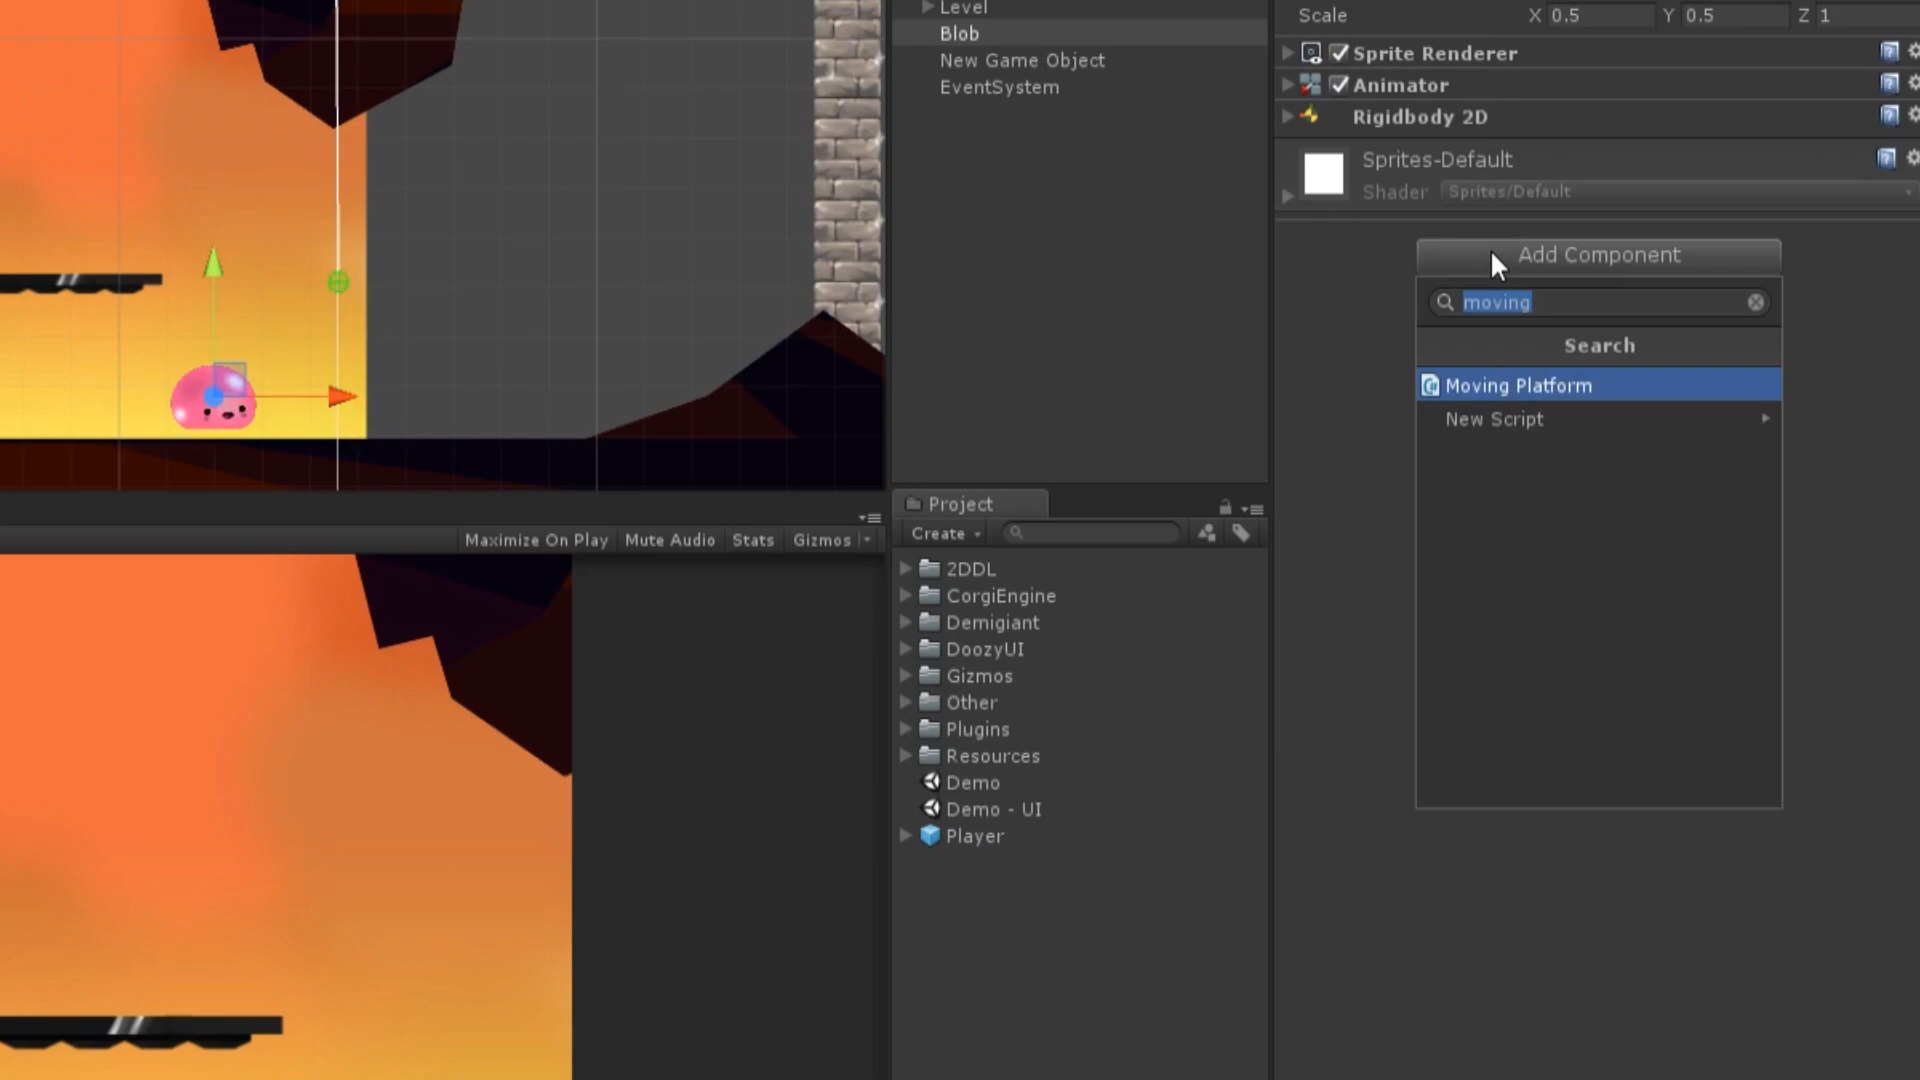 Level
Blob
New Game Object
EventSystem
Scale X 0.5 Y 0.5 Z 1
Sprite Renderer
Animator
Rigidbody 2D
Sprites-Default
Shader Sprites/Default
Add Component
moving
Search
Moving Platform
New Script
Maximize On Play Mute Audio Stats Gizmos
Project
Create
2DDL
CorgiEngine
Demigiant
DoozyUI
Gizmos
Other
Plugins
Resources
Demo
Demo - UI
Player